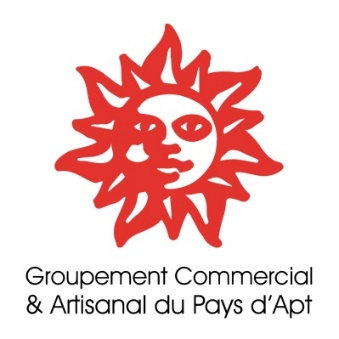 Groupement Commercial
& Artisanal du Pays d'Apt